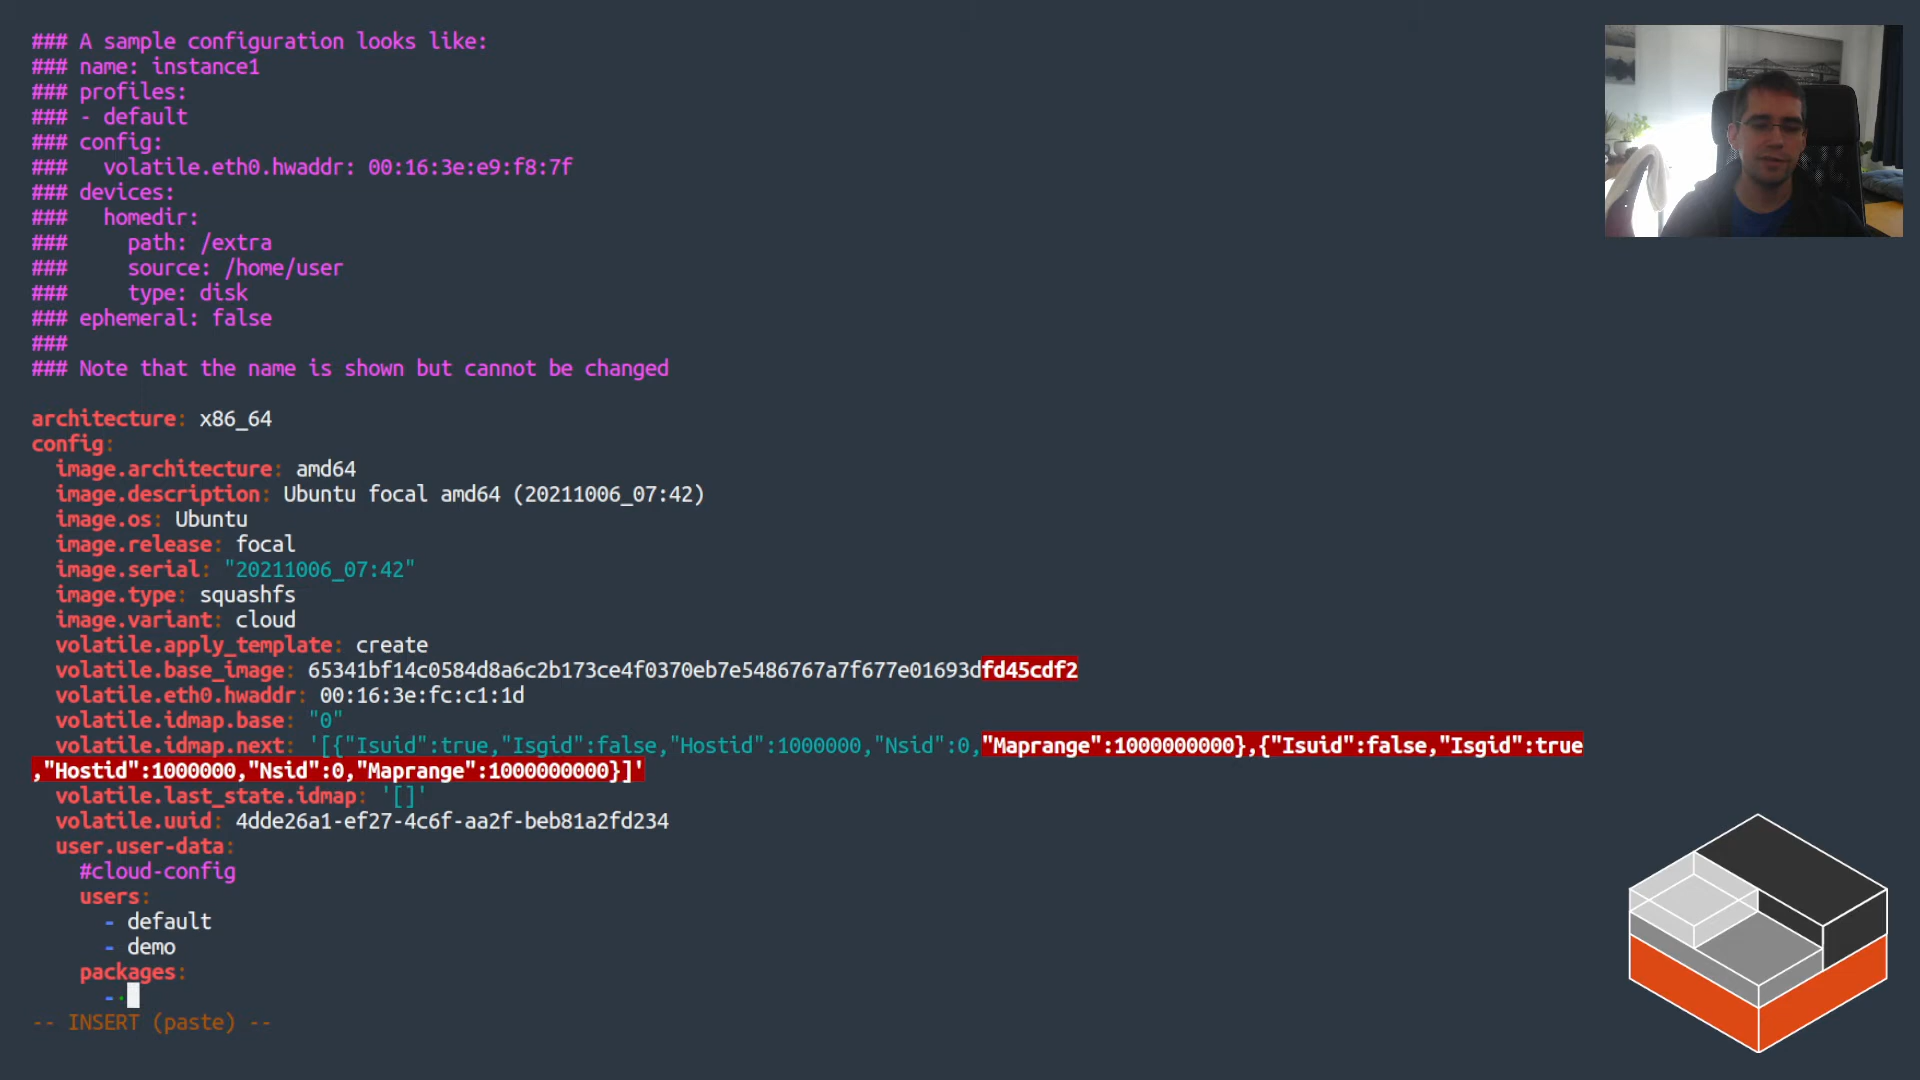 ### A sample configuration looks like:
### name: instance1
### profiles:
### - default
### config:
###   volatile.eth0.hwaddr: 00:16:3e:e9:f8:7f
### devices:
###   homedir:
###     path: /extra
###     source: /home/user
###     type: disk
### ephemeral: false
###
### Note that the name is shown but cannot be changed

architecture: x86_64
config:
  image.architecture: amd64
  image.description: Ubuntu focal amd64 (20211006_07:42)
  image.os: Ubuntu
  image.release: focal
  image.serial: "20211006_07:42"
  image.type: squashfs
  image.variant: cloud
  volatile.apply_template: create
  volatile.base_image: 65341bf14c0584d8a6c2b173ce4f0370eb7e5486767a7f677e01693dfd45cdf2
  volatile.eth0.hwaddr: 00:16:3e:fc:c1:1d
  volatile.idmap.base: "0"
  volatile.idmap.next: '[{"Isuid":true,"Isgid":false,"Hostid":1000000,"Nsid":0,"Maprange":1000000000},{"Isuid":false,"Isgid":true
,"Hostid":1000000,"Nsid":0,"Maprange":1000000000}]'
  volatile.last_state.idmap: '[]'
  volatile.uuid: 4dde26a1-ef27-4c6f-aa2f-beb81a2fd234
  user.user-data:
    #cloud-config
    users:
      - default
      - demo
    packages:
      -·
-- INSERT (paste) --